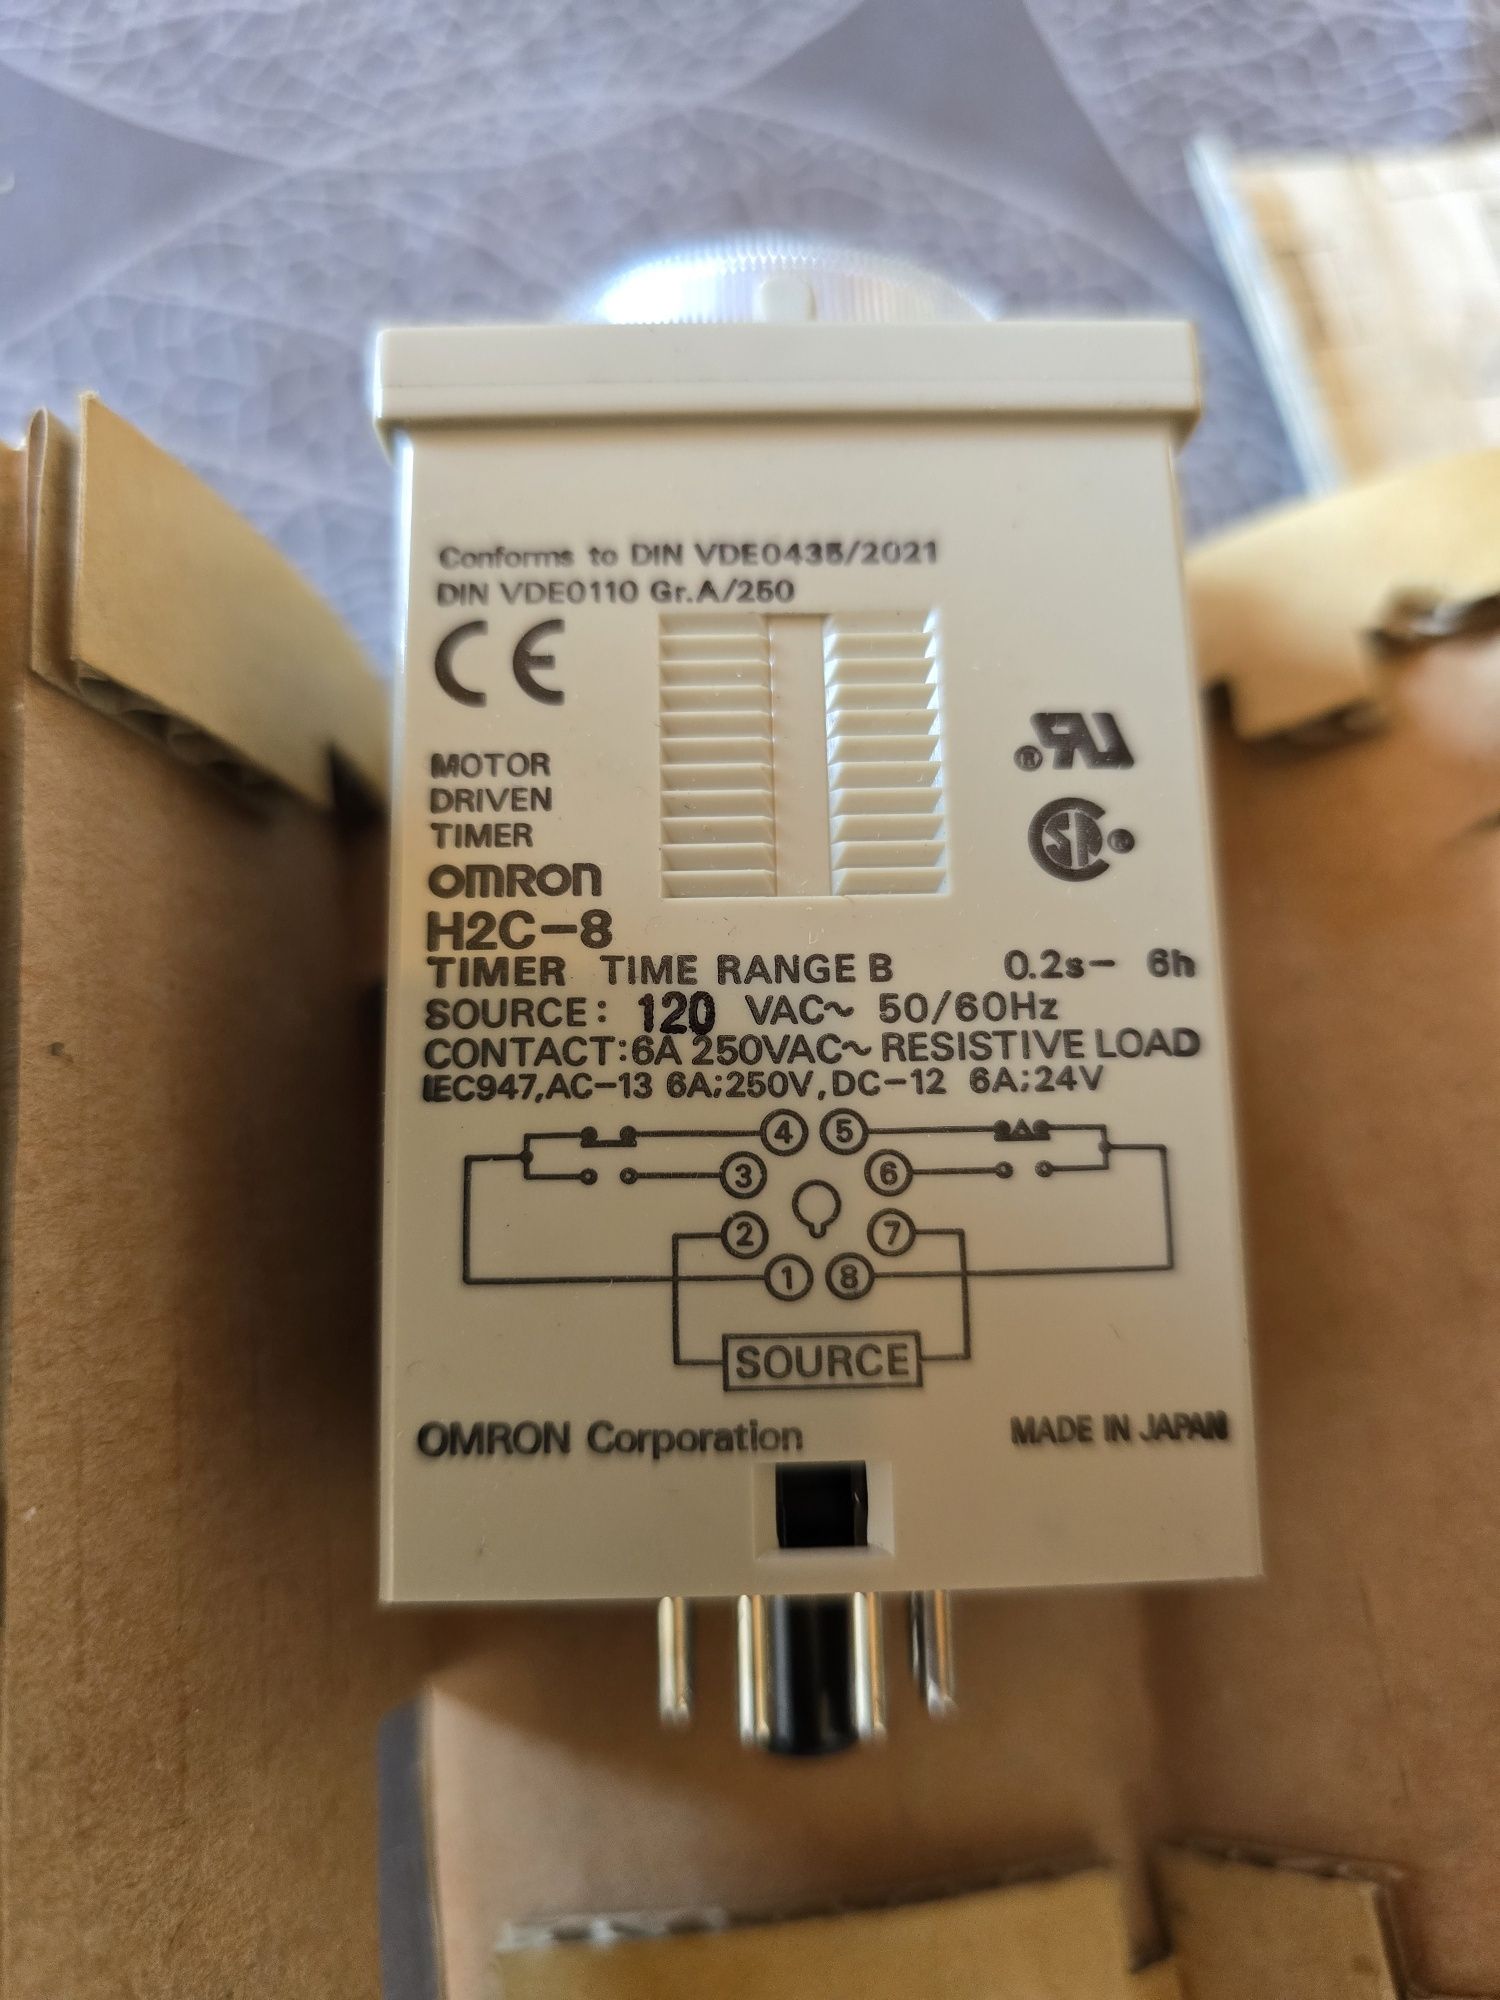 Conforms to DIN VDE0435/2021
DIN VDE0110 Gr.A/250
CE
MOTOR
DRIVEN
TIMER
OMRON
H2C-8
TIMER TIME RANGE B 0.2s- 6h
SOURCE: 120 VAC~ 50/60Hz
CONTACT:6A 250VAC~ RESISTIVE LOAD
IEC947,AC-13 6A;250V,DC-12 6A;24V
④ ⑤
③ ⑥
② ⑦
① ⑧
SOURCE
OMRON Corporation MADE IN JAPAN